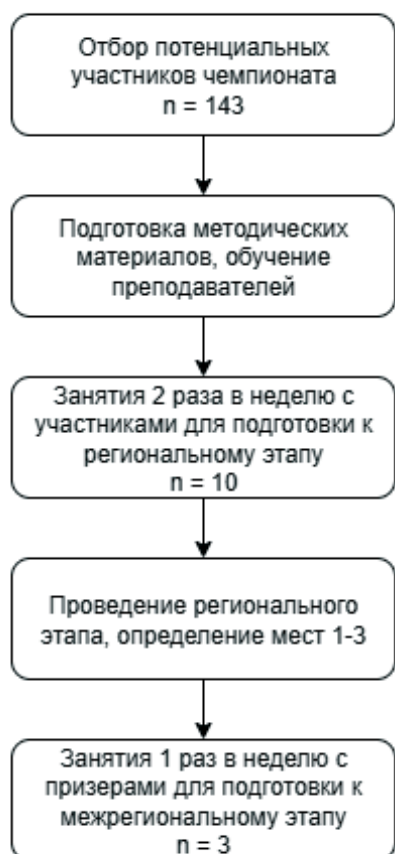 Отбор потенциальных
участников чемпионата
n = 143
Подготовка методических
материалов, обучение
преподавателей
Занятия 2 раза в неделю с
участниками для подготовки к
региональному этапу
n = 10
Проведение регионального
этапа, определение мест 1-3
Занятия 1 раз в неделю с
призерами для подготовки к
межрегиональному этапу
n = 3